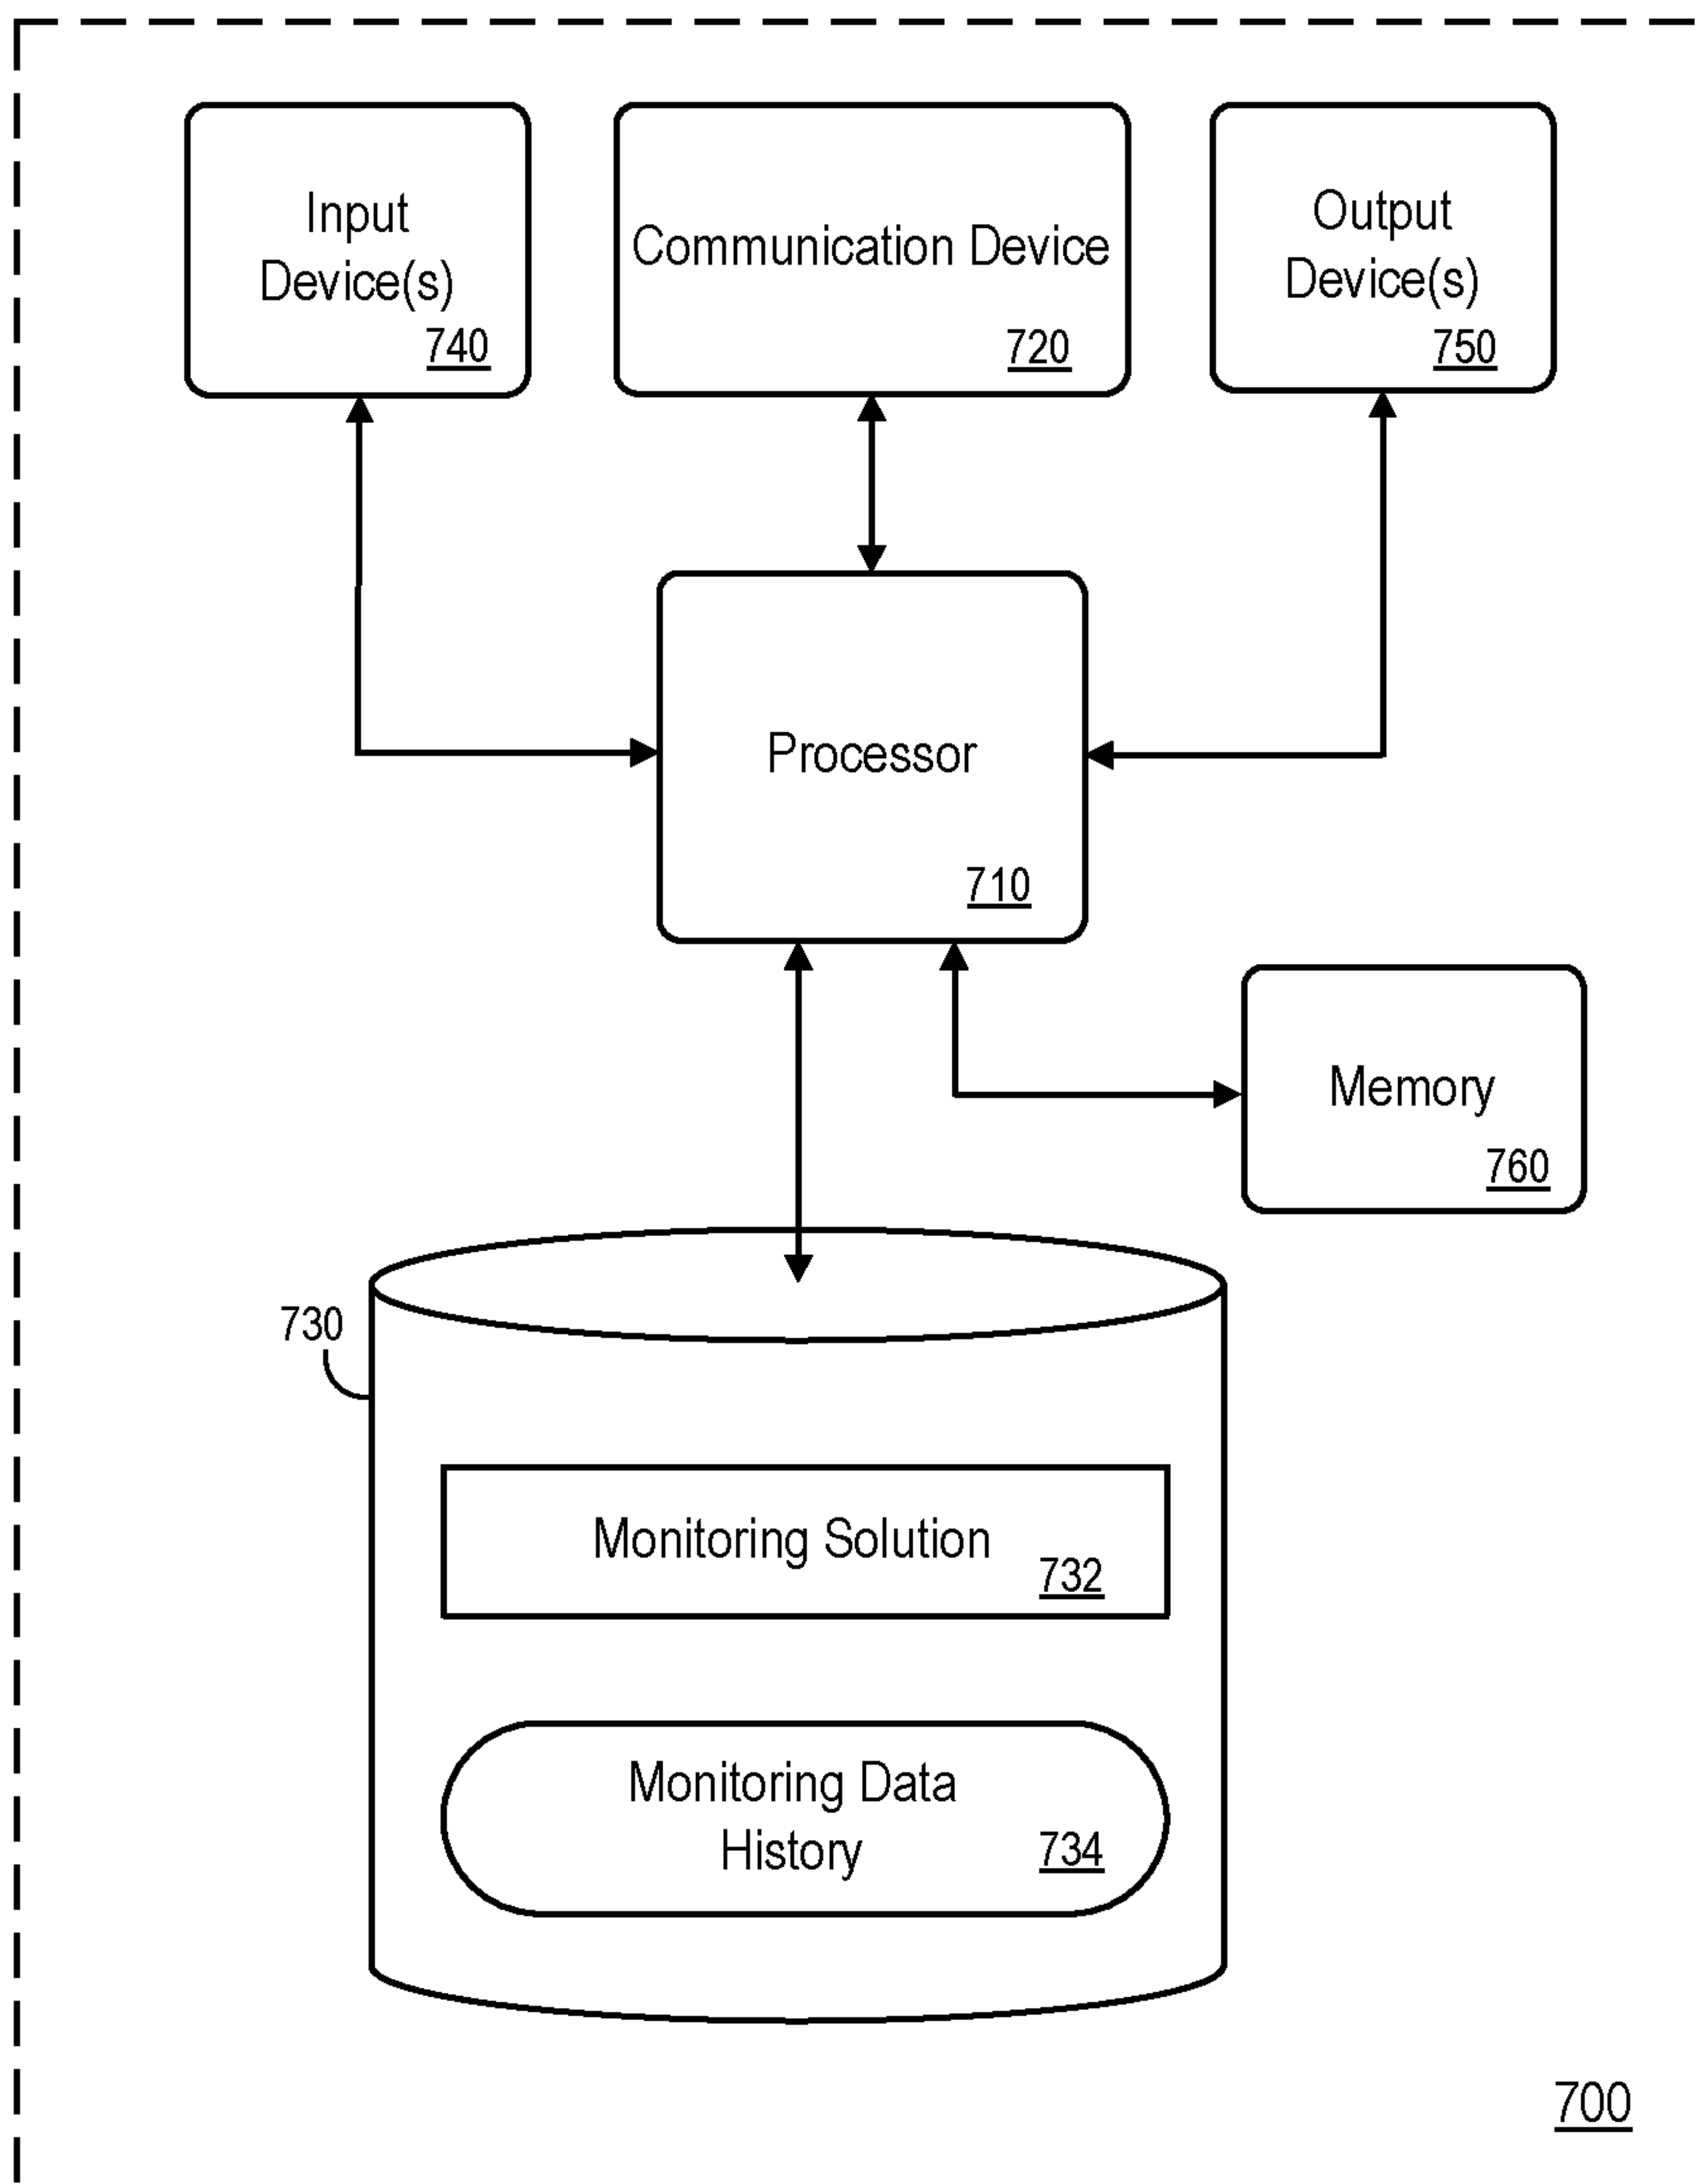 Input
Device(s)
740
Communication Device
720
Output
Device(s)
750
Processor
710
Memory
760
730
Monitoring Solution
732
Monitoring Data
History
734
700